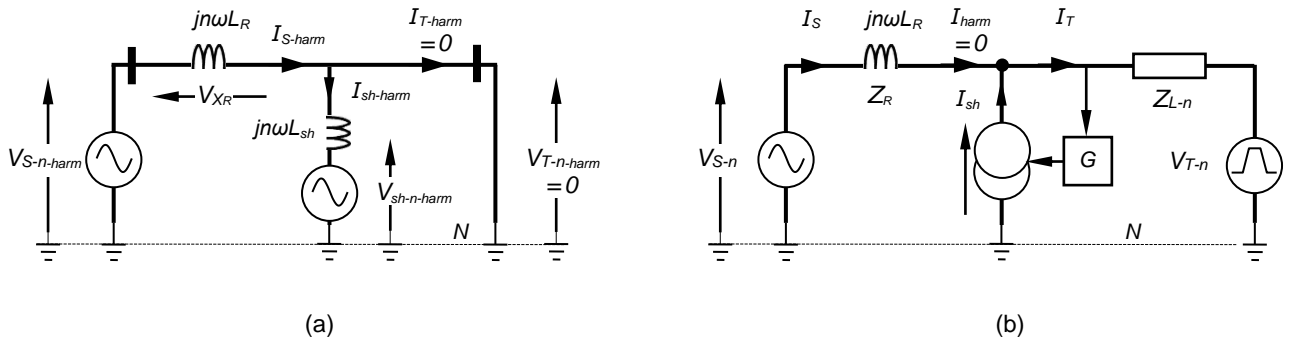 jnωL_R
I_S-harm
I_T-harm
=0
V_XR
I_sh-harm
jnωL_sh
V_S-n-harm
V_sh-n-harm
V_T-n-harm
=0
N
(a)
I_S
jnωL_R
I_harm
=0
I_T
Z_R
I_sh
Z_L-n
V_S-n
G
V_T-n
N
(b)